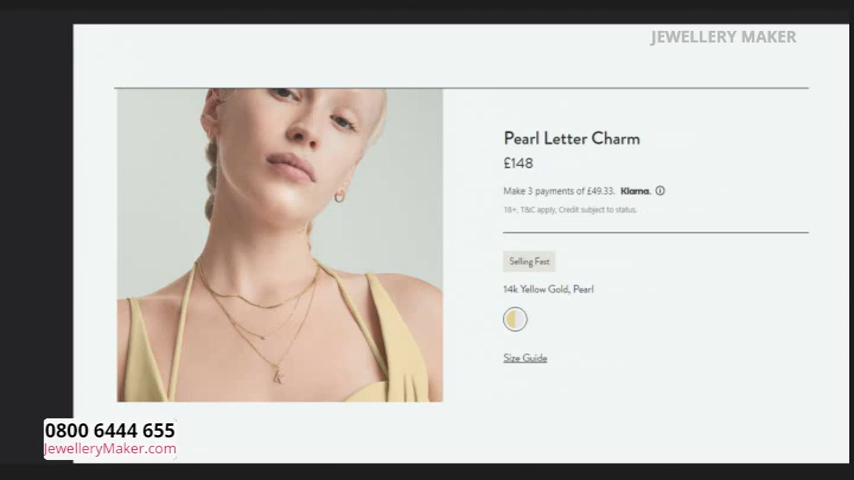 JEWELLERY MAKER
Pearl Letter Charm
£148
Make 3 payments of £49.33. Klarna.
18+, T&C apply, Credit subject to status.
Selling Fast
14k Yellow Gold, Pearl
Size Guide
0800 6444 655
JewelleryMaker.com